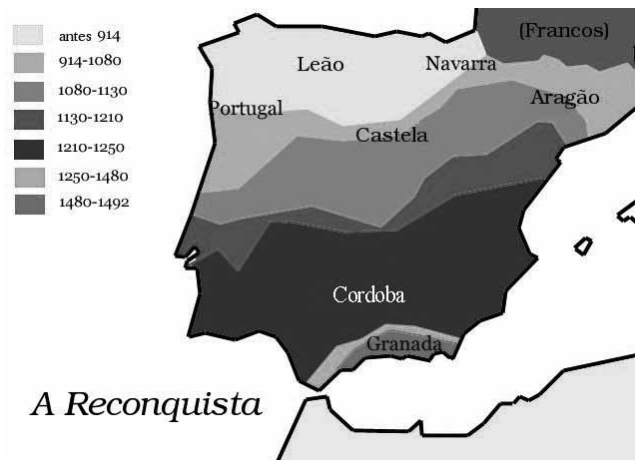 antes 914
914-1080
1080-1130
1130-1210
1210-1250
1250-1480
1480-1492
(Francos)
Leão
Navarra
Portugal
Aragão
Castela
Cordoba
Granada
A Reconquista